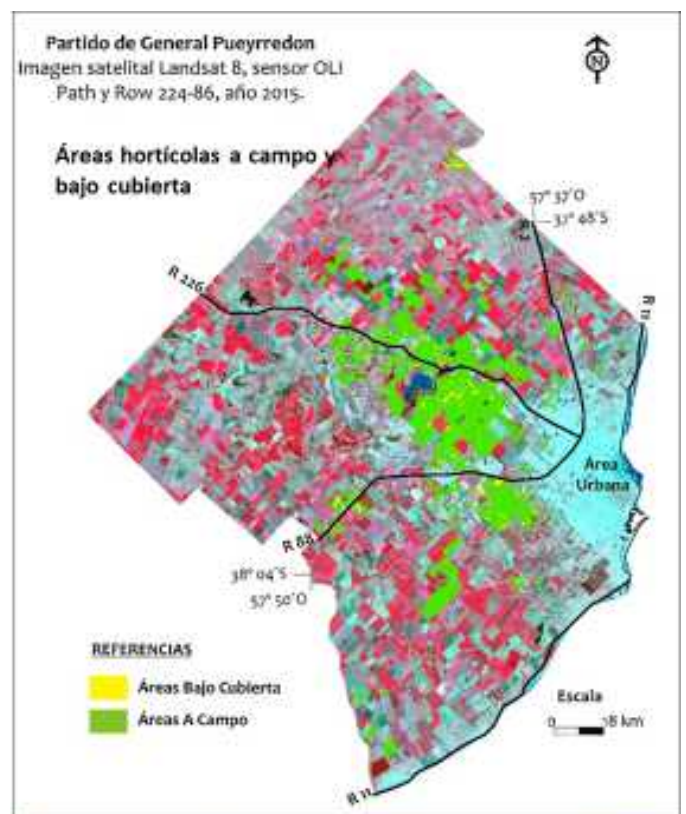 Partido de General Pueyrredon
Imagen satelital Landsat 8, sensor OLI
Path y Row 224-86, año 2015.
N
Áreas hortícolas a campo y
bajo cubierta
57° 37´O
37° 48´S
R 2
R 226
R 11
Área
Urbana
R 88
38° 04´S
57° 50´O
REFERENCIAS
Áreas Bajo Cubierta
Áreas A Campo
Escala
0 18 km
R 11